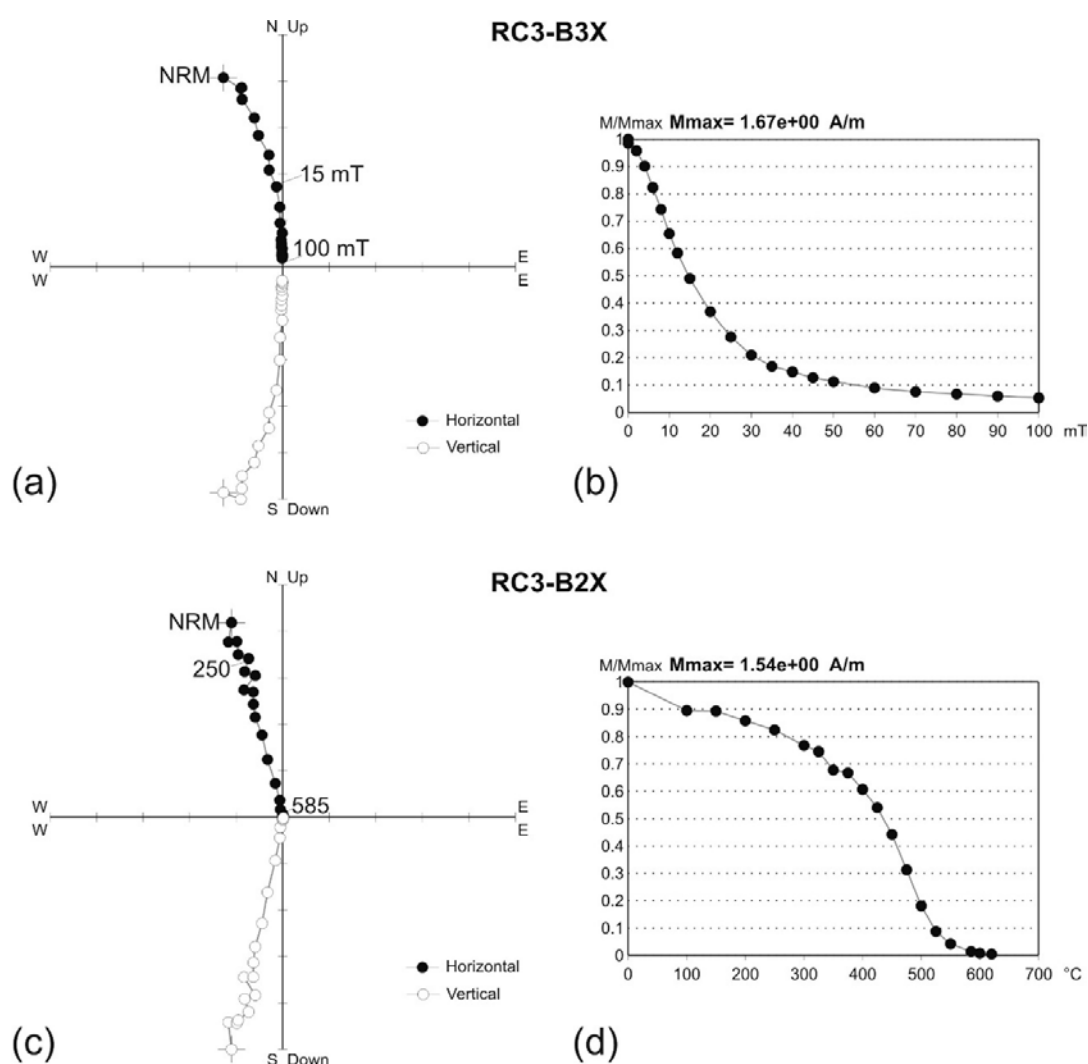 RC3-B3X
N Up
NRM
15 mT
100 mT
W E
W E
Horizontal
Vertical
S Down
(a)
M/Mmax Mmax= 1.67e+00 A/m
1
0.9
0.8
0.7
0.6
0.5
0.4
0.3
0.2
0.1
0
0 10 20 30 40 50 60 70 80 90 100 mT
(b)
RC3-B2X
N Up
NRM
250
585
W E
W E
Horizontal
Vertical
S Down
(c)
M/Mmax Mmax= 1.54e+00 A/m
1
0.9
0.8
0.7
0.6
0.5
0.4
0.3
0.2
0.1
0
0 100 200 300 400 500 600 700 °C
(d)